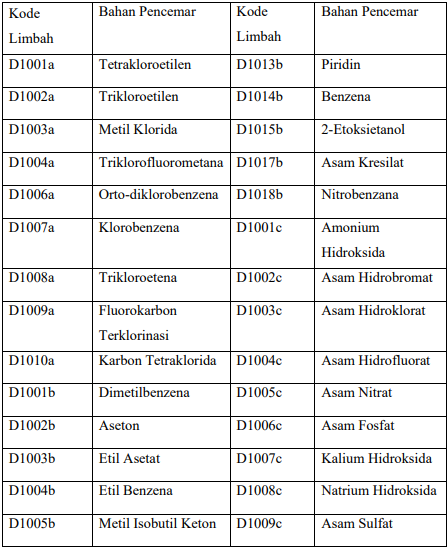 Kode Limbah | Bahan Pencemar | Kode Limbah | Bahan Pencemar
D1001a | Tetrakloroetilen | D1013b | Piridin
D1002a | Trikloroetilen | D1014b | Benzena
D1003a | Metil Klorida | D1015b | 2-Etoksietanol
D1004a | Triklorofluorometana | D1017b | Asam Kresilat
D1006a | Orto-diklorobenzena | D1018b | Nitrobenzana
D1007a | Klorobenzena | D1001c | Amonium Hidroksida
D1008a | Trikloroetena | D1002c | Asam Hidrobromat
D1009a | Fluorokarbon Terklorinasi | D1003c | Asam Hidroklorat
D1010a | Karbon Tetraklorida | D1004c | Asam Hidrofluorat
D1001b | Dimetilbenzena | D1005c | Asam Nitrat
D1002b | Aseton | D1006c | Asam Fosfat
D1003b | Etil Asetat | D1007c | Kalium Hidroksida
D1004b | Etil Benzena | D1008c | Natrium Hidroksida
D1005b | Metil Isobutil Keton | D1009c | Asam Sulfat